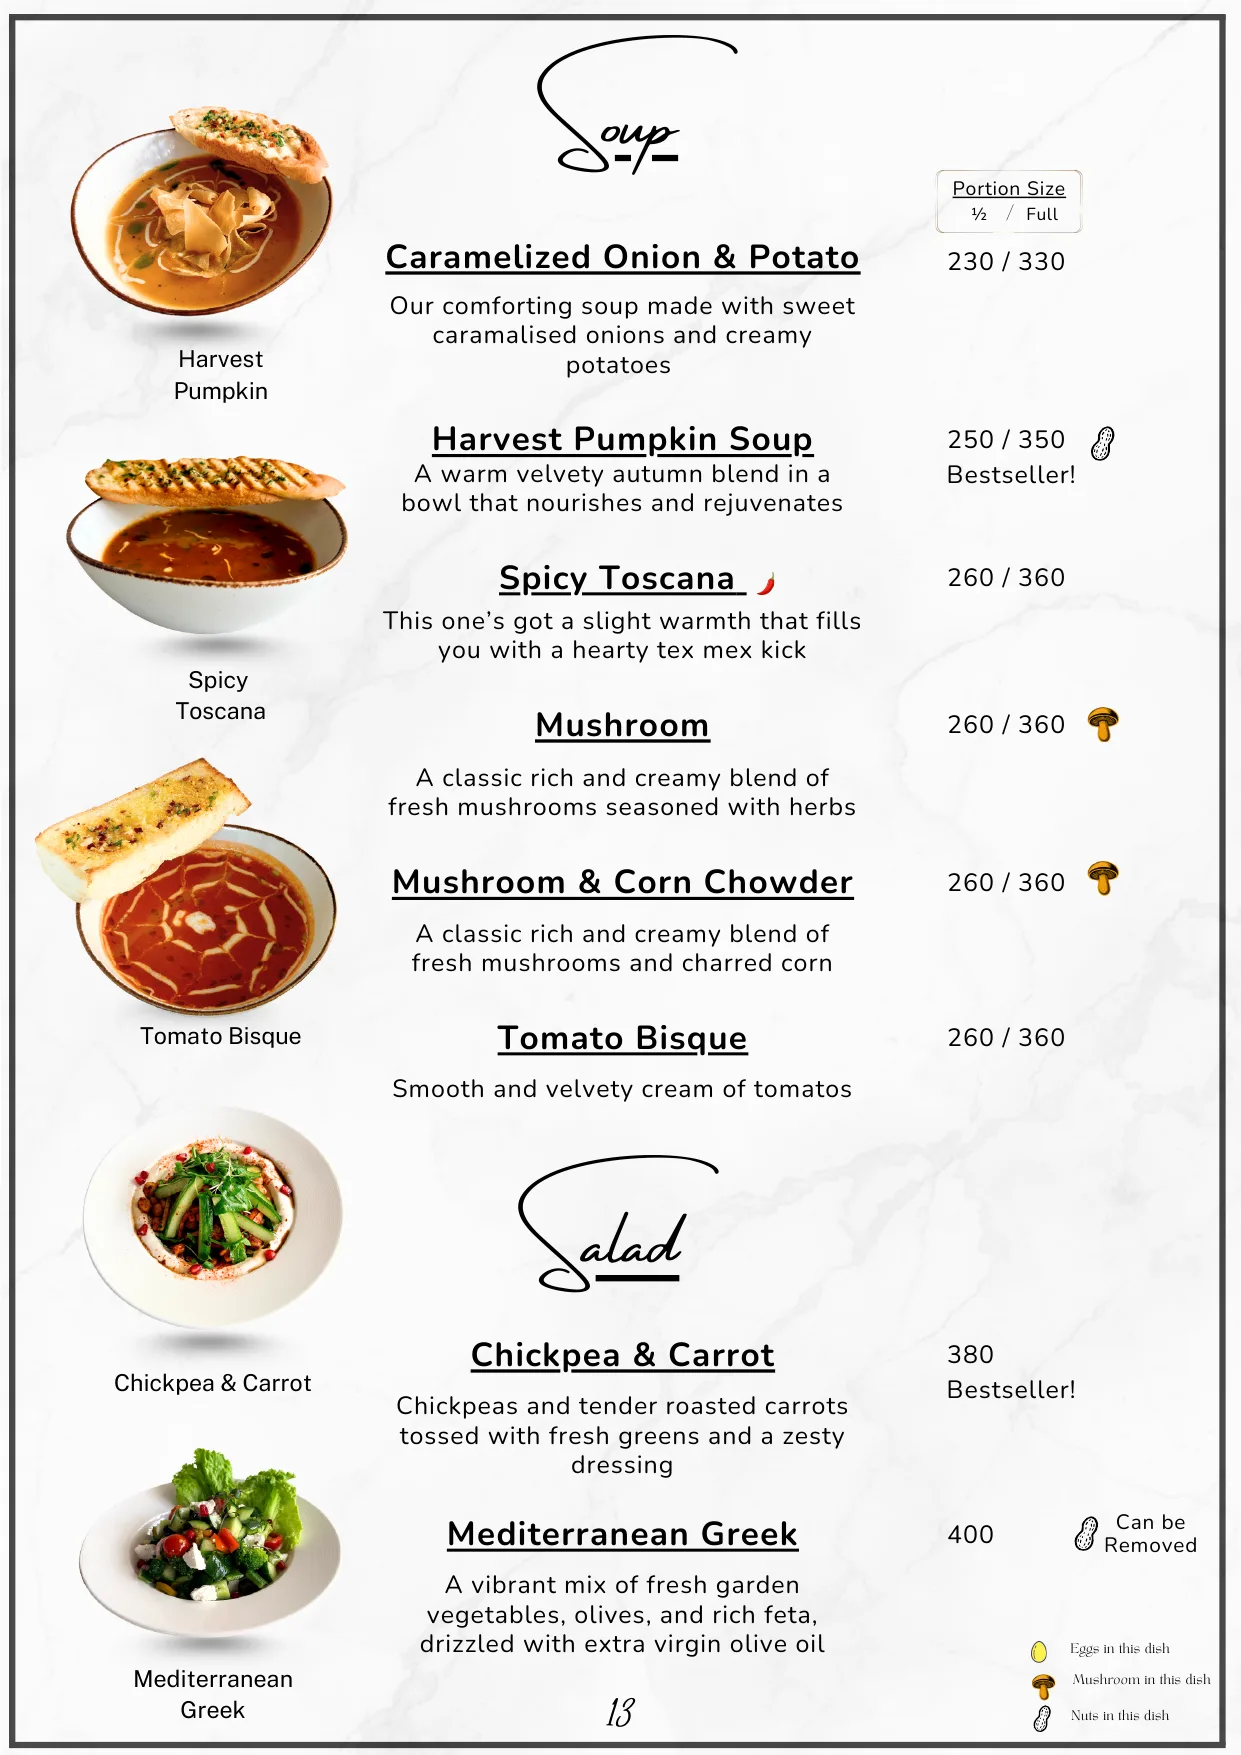 Soup
Portion Size
½ / Full
Caramelized Onion & Potato
230 / 330
Our comforting soup made with sweet
caramalised onions and creamy
potatoes
Harvest
Pumpkin
Harvest Pumpkin Soup
250 / 350
Bestseller!
A warm velvety autumn blend in a
bowl that nourishes and rejuvenates
Spicy Toscana
260 / 360
This one’s got a slight warmth that fills
you with a hearty tex mex kick
Spicy
Toscana
Mushroom
260 / 360
A classic rich and creamy blend of
fresh mushrooms seasoned with herbs
Mushroom & Corn Chowder
260 / 360
A classic rich and creamy blend of
fresh mushrooms and charred corn
Tomato Bisque
Tomato Bisque
260 / 360
Smooth and velvety cream of tomatos
Salad
Chickpea & Carrot
380
Bestseller!
Chickpeas and tender roasted carrots
tossed with fresh greens and a zesty
dressing
Chickpea & Carrot
Mediterranean Greek
400
Can be
Removed
A vibrant mix of fresh garden
vegetables, olives, and rich feta,
drizzled with extra virgin olive oil
Mediterranean
Greek
Eggs in this dish
Mushroom in this dish
Nuts in this dish
13